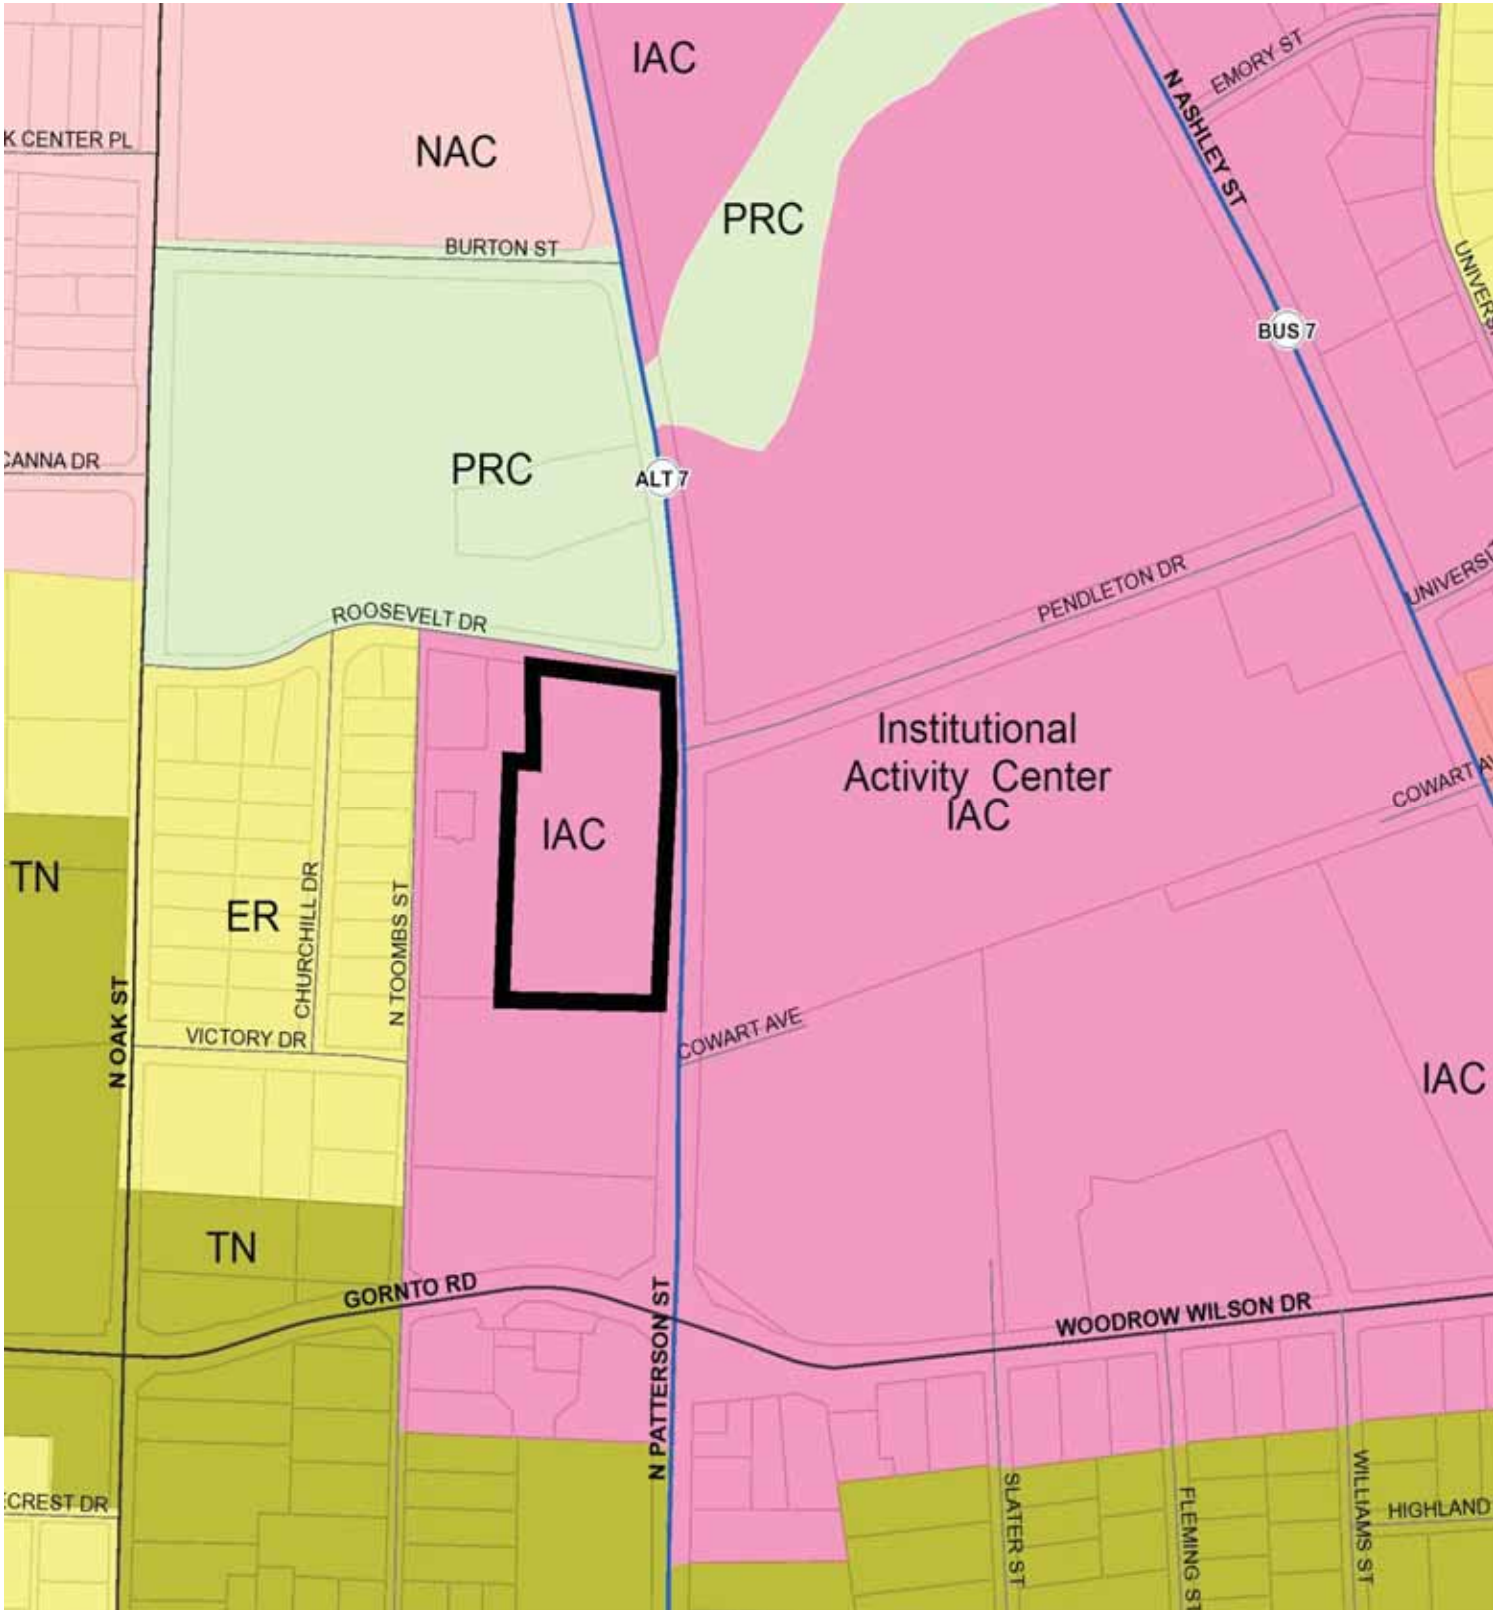 IAC
EMORY ST
N ASHLEY ST
K CENTER PL
NAC
PRC
BURTON ST
UNIVERS
BUS 7
CANNA DR
PRC
ALT 7
PENDLETON DR
UNIVERSIT
ROOSEVELT DR
Institutional
Activity Center
IAC
COWART AV
IAC
TN
ER
CHURCHILL DR
N TOOMBS ST
N OAK ST
VICTORY DR
COWART AVE
IAC
TN
GORNTO RD
N PATTERSON ST
WOODROW WILSON DR
CREST DR
SLATER ST
FLEMING ST
WILLIAMS ST
HIGHLAND